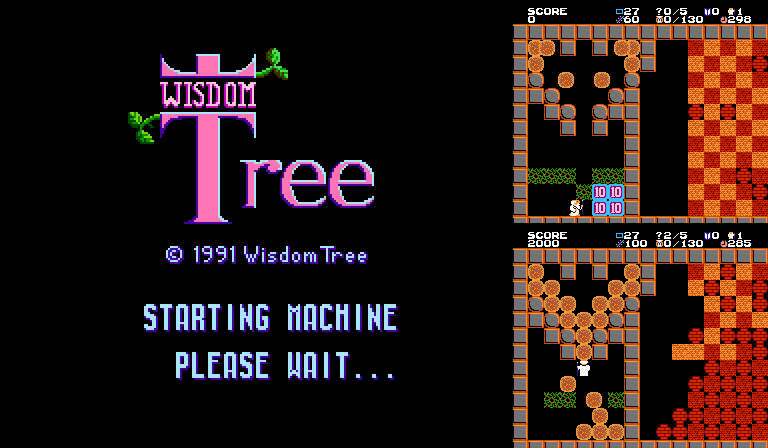 WISDOM
Tree
© 1991 Wisdom Tree
STARTING MACHINE
PLEASE WAIT...
SCORE 27 ?0/5 0 1
0 60 0/130 298
10 10
10 10
SCORE 27 ?2/5 0 1
2000 100 0/130 285